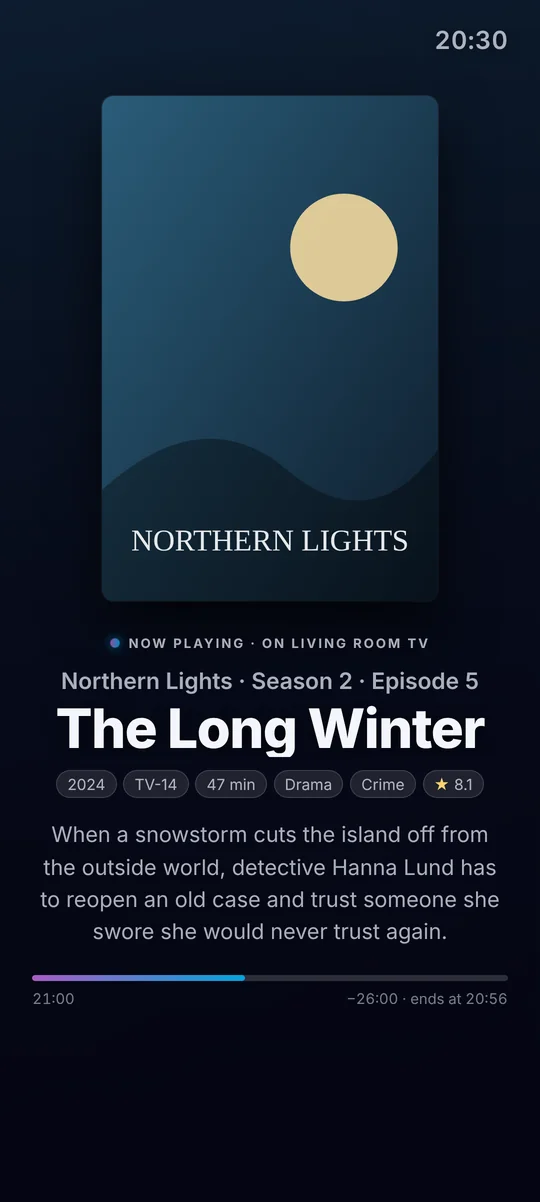 20:30
NORTHERN LIGHTS
NOW PLAYING · ON LIVING ROOM TV
Northern Lights · Season 2 · Episode 5
The Long Winter
2024 TV-14 47 min Drama Crime ★ 8.1
When a snowstorm cuts the island off from
the outside world, detective Hanna Lund has
to reopen an old case and trust someone she
swore she would never trust again.
21:00 −26:00 · ends at 20:56